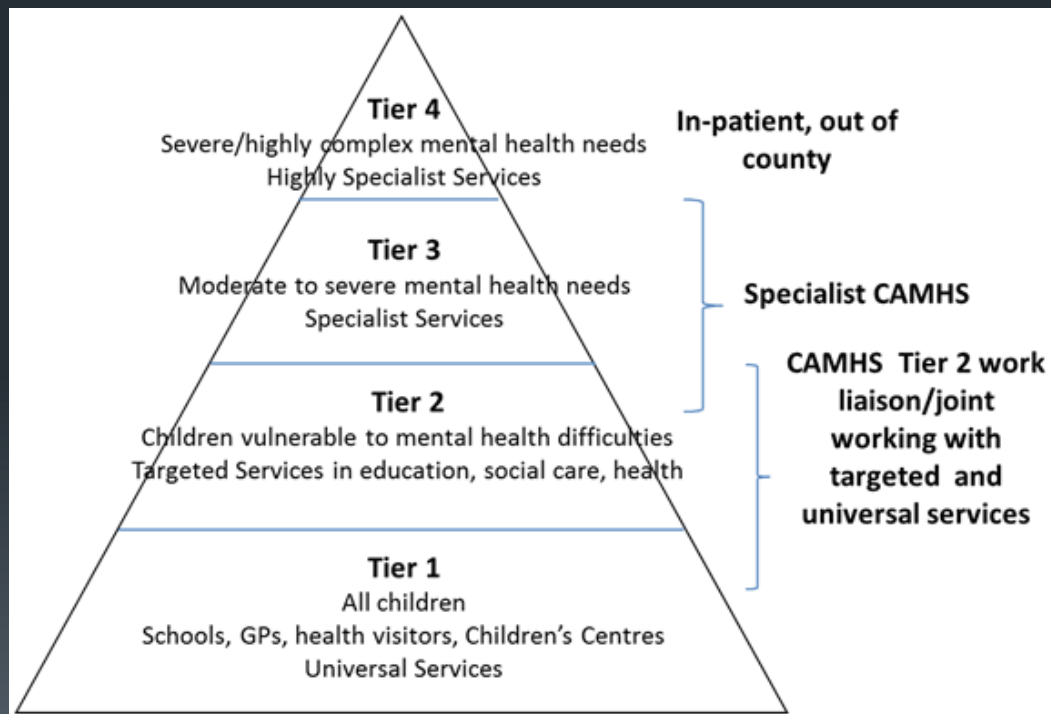 Tier 4
Severe/highly complex mental health needs
Highly Specialist Services
In-patient, out of
county
Tier 3
Moderate to severe mental health needs
Specialist Services
Specialist CAMHS
Tier 2
Children vulnerable to mental health difficulties
Targeted Services in education, social care, health
CAMHS Tier 2 work
liaison/joint
working with
targeted and
universal services
Tier 1
All children
Schools, GPs, health visitors, Children’s Centres
Universal Services